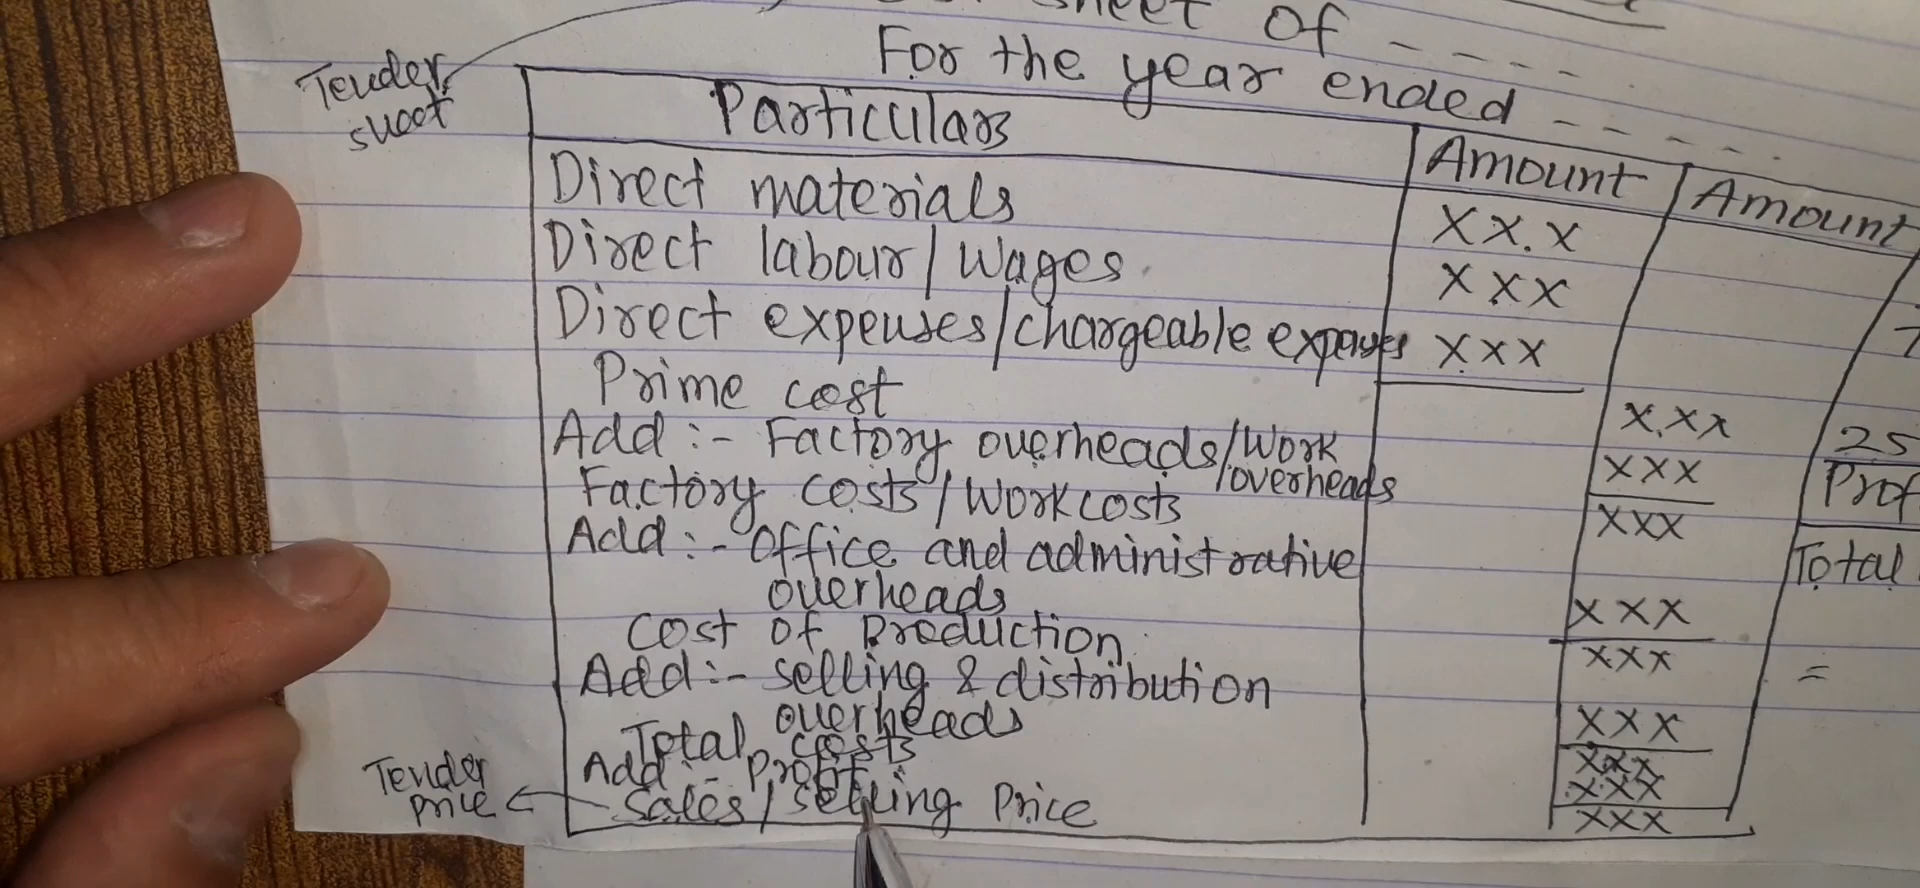 sheet Of - - - - -
For the year ended - - - - - -
Tender
sheet
Particulars
Amount
Amount
Direct materials XX.X
Direct labour/Wages. XXX
Direct expenses/chargeable expenses XXX
Prime cost X.XX
Add :- Factory overheads/Work XXX
/overheads
Factory costs/Work costs XXX
Add :- Office and administrative
overheads XXX
Cost of Production. XXX
Add :- selling & distribution
overheads XXX
Total costs XXX
Add :- Profit XXX
Sales/selling Price XXX
Tender
price
25
Prof
Total
=